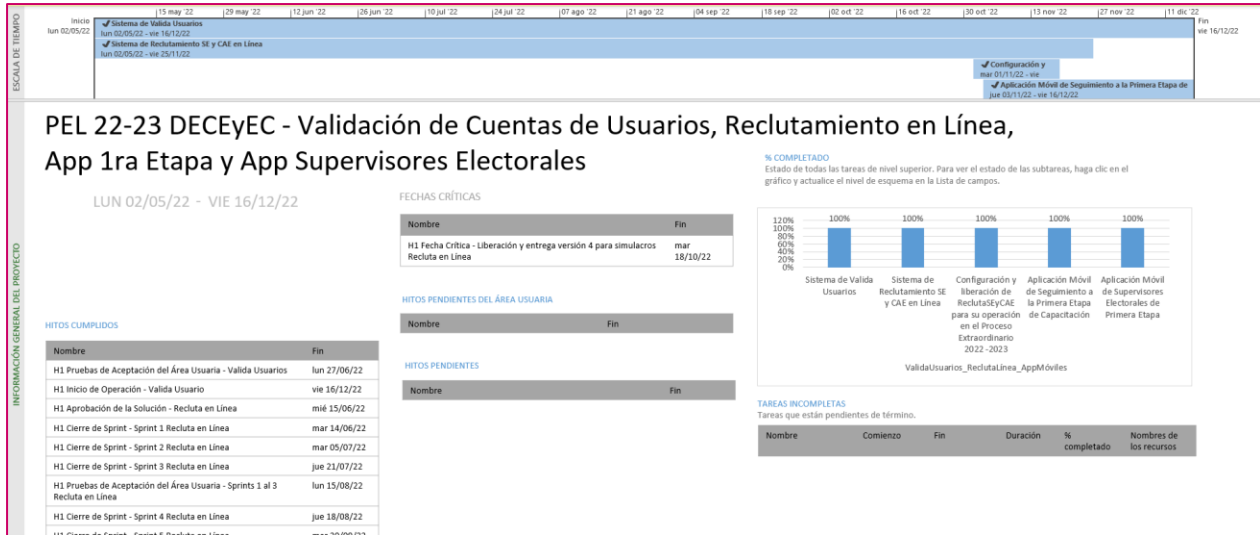 ESCALA DE TIEMPO
Inicio
lun 02/05/22
15 may '22 29 may '22 12 jun '22 26 jun '22 10 jul '22 24 jul '22 07 ago '22 21 ago '22 04 sep '22 18 sep '22 02 oct '22 16 oct '22 30 oct '22 13 nov '22 27 nov '22 11 dic '22
Sistema de Valida Usuarios
lun 02/05/22 - vie 16/12/22
Sistema de Reclutamiento SE y CAE en Línea
lun 02/05/22 - vie 25/11/22
Configuración y
mar 01/11/22 - vie
Aplicación Móvil de Seguimiento a la Primera Etapa de
jue 03/11/22 - vie 16/12/22
Fin
vie 16/12/22
INFORMACIÓN GENERAL DEL PROYECTO
PEL 22-23 DECEyEC - Validación de Cuentas de Usuarios, Reclutamiento en Línea,
App 1ra Etapa y App Supervisores Electorales
LUN 02/05/22 - VIE 16/12/22
HITOS CUMPLIDOS
Nombre Fin
H1 Pruebas de Aceptación del Área Usuaria - Valida Usuarios lun 27/06/22
H1 Inicio de Operación - Valida Usuario vie 16/12/22
H1 Aprobación de la Solución - Recluta en Línea mié 15/06/22
H1 Cierre de Sprint - Sprint 1 Recluta en Línea mar 14/06/22
H1 Cierre de Sprint - Sprint 2 Recluta en Línea mar 05/07/22
H1 Cierre de Sprint - Sprint 3 Recluta en Línea jue 21/07/22
H1 Pruebas de Aceptación del Área Usuaria - Sprints 1 al 3 lun 15/08/22
Recluta en Línea
H1 Cierre de Sprint - Sprint 4 Recluta en Línea jue 18/08/22
H1 Cierre de Sprint - Sprint 5 Recluta en Línea
FECHAS CRÍTICAS
Nombre Fin
H1 Fecha Crítica - Liberación y entrega versión 4 para simulacros mar
Recluta en Línea 18/10/22
HITOS PENDIENTES DEL ÁREA USUARIA
Nombre Fin
HITOS PENDIENTES
Nombre Fin
% COMPLETADO
Estado de todas las tareas de nivel superior. Para ver el estado de las subtareas, haga clic en el
gráfico y actualice el nivel de esquema en la Lista de campos.
120%
100%
80%
60%
40%
20%
0%
100% 100% 100% 100% 100%
Sistema de Valida
Usuarios
Sistema de
Reclutamiento SE
y CAE en Línea
Configuración y
liberación de
ReclutaSEyCAE
para su operación
en el Proceso
Extraordinario
2022 -2023
Aplicación Móvil
de Seguimiento a
la Primera Etapa
de Capacitación
Aplicación Móvil
de Supervisores
Electorales de
Primera Etapa
ValidaUsuarios_ReclutaLínea_AppMóviles
TAREAS INCOMPLETAS
Tareas que están pendientes de término.
Nombre Comienzo Fin Duración % Nombres de
completado los recursos